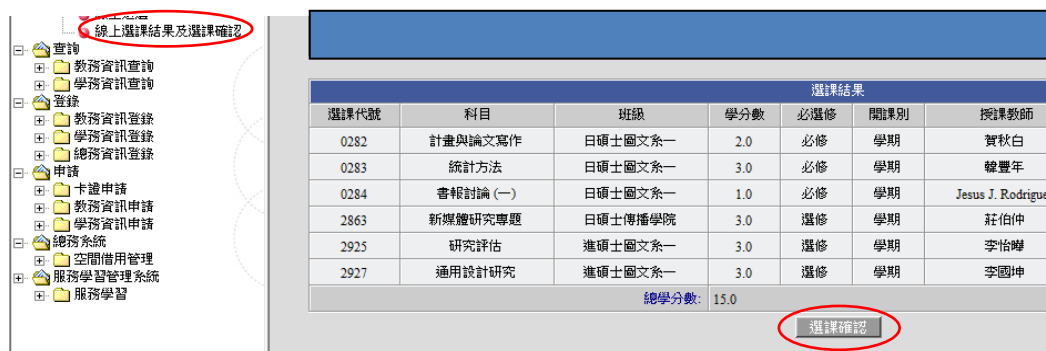 線上選課結果及選課確認
查詢
教務資訊查詢
學務資訊查詢
登錄
教務資訊登錄
學務資訊登錄
總務資訊登錄
申請
卡證申請
教務資訊申請
學務資訊申請
總務系統
空間借用管理
服務學習管理系統
服務學習
選課結果
選課代號 科目 班級 學分數 必選修 開課別 授課教師
0282 計畫與論文寫作 日碩士圖文系一 2.0 必修 學期 賀秋白
0283 統計方法 日碩士圖文系一 3.0 必修 學期 韓豐年
0284 書報討論(一) 日碩士圖文系一 1.0 必修 學期 Jesus J. Rodrigue
2863 新媒體研究專題 日碩士傳播學院 3.0 選修 學期 莊伯仲
2925 研究評估 進碩士圖文系一 3.0 選修 學期 李怡曄
2927 通用設計研究 進碩士圖文系一 3.0 選修 學期 李國坤
總學分數: 15.0
選課確認